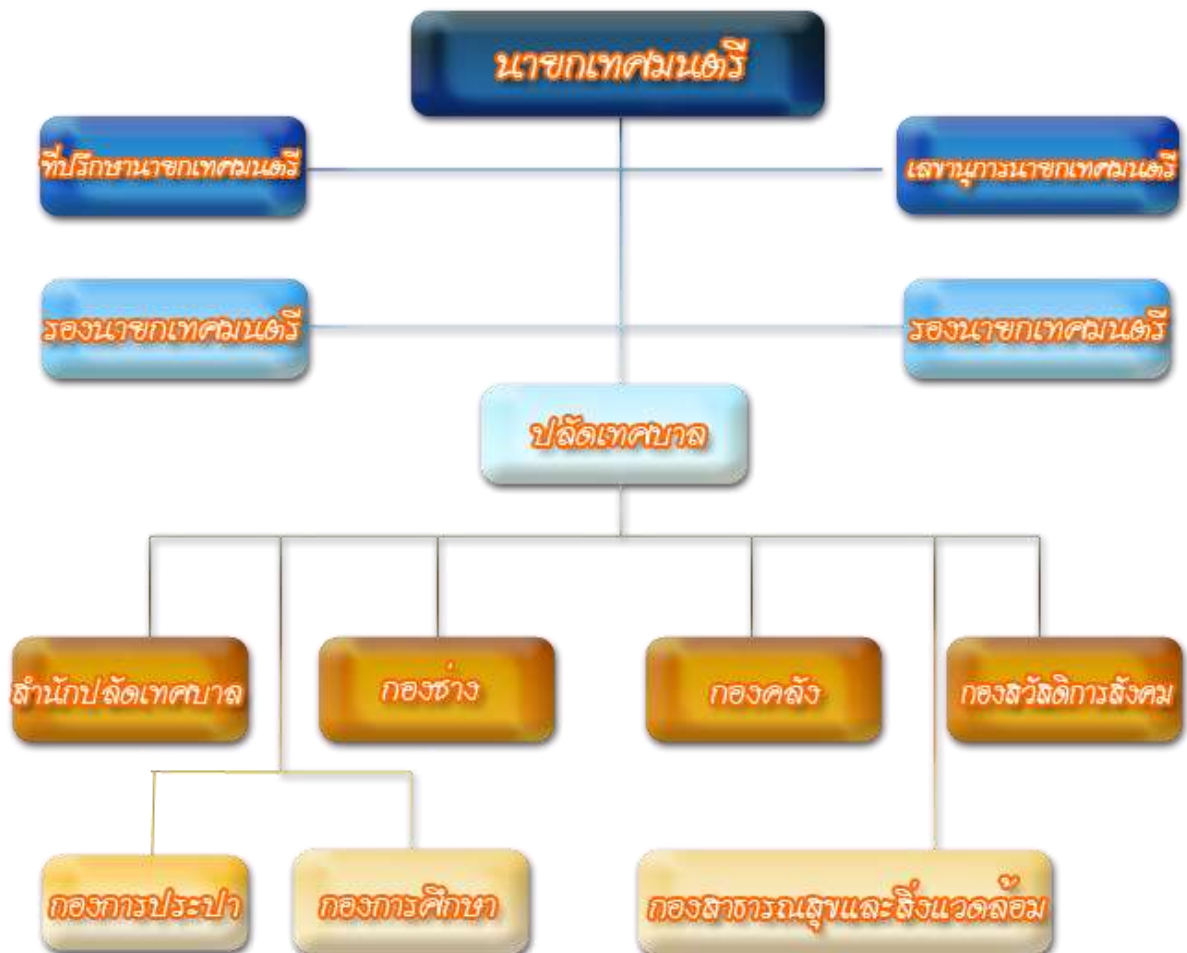 นายกเทศมนตรี
ที่ปรึกษานายกเทศมนตรี
เลขานุการนายกเทศมนตรี
รองนายกเทศมนตรี
รองนายกเทศมนตรี
ปลัดเทศบาล
สำนักปลัดเทศบาล
กองช่าง
กองคลัง
กองสวัสดิการสังคม
กองการประปา
กองการศึกษา
กองสาธารณสุขและสิ่งแวดล้อม